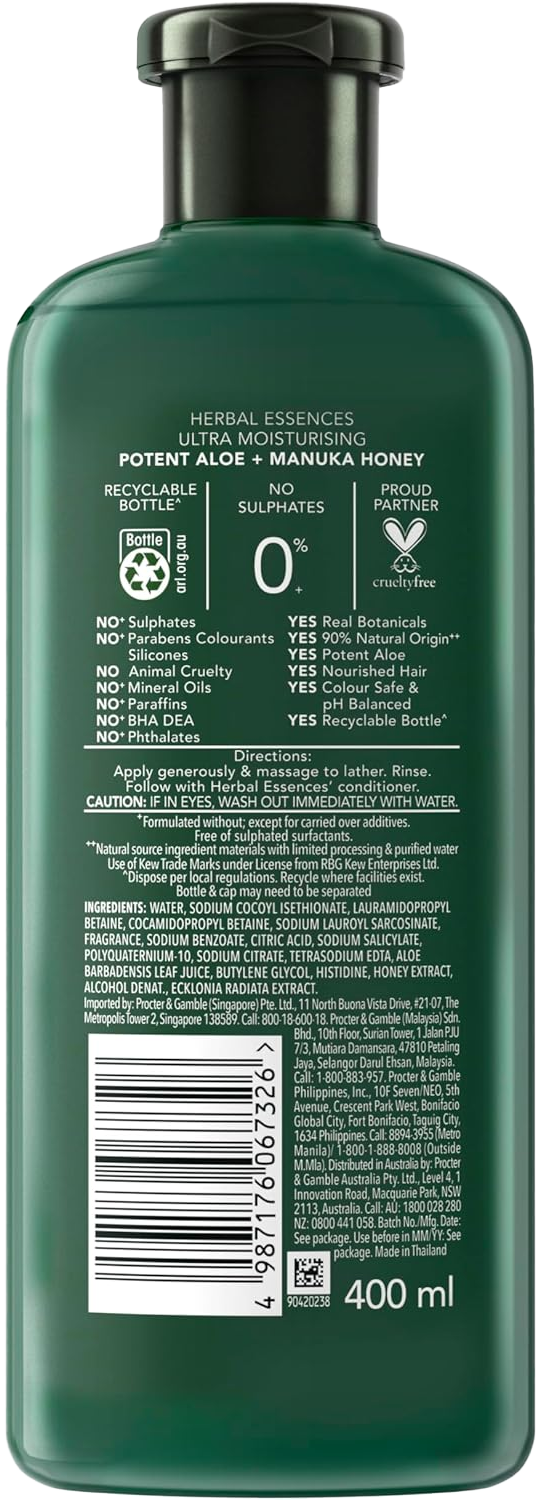 HERBAL ESSENCES
ULTRA MOISTURISING
POTENT ALOE + MANUKA HONEY
RECYCLABLE
BOTTLE^
Bottle
arl.org.au
NO
SULPHATES
0%+
PROUD
PARTNER
crueltyfree
NO+ Sulphates
NO+ Parabens Colourants
Silicones
NO Animal Cruelty
NO+ Mineral Oils
NO+ Paraffins
NO+ BHA DEA
NO+ Phthalates
YES Real Botanicals
YES 90% Natural Origin++
YES Potent Aloe
YES Nourished Hair
YES Colour Safe &
pH Balanced
YES Recyclable Bottle^
Directions:
Apply generously & massage to lather. Rinse.
Follow with Herbal Essences' conditioner.
CAUTION: IF IN EYES, WASH OUT IMMEDIATELY WITH WATER.
+Formulated without; except for carried over additives.
Free of sulphated surfactants.
++Natural source ingredient materials with limited processing & purified water
Use of Kew Trade Marks under License from RBG Kew Enterprises Ltd.
^Dispose per local regulations. Recycle where facilities exist.
Bottle & cap may need to be separated
INGREDIENTS: WATER, SODIUM COCOYL ISETHIONATE, LAURAMIDOPROPYL
BETAINE, COCAMIDOPROPYL BETAINE, SODIUM LAUROYL SARCOSINATE,
FRAGRANCE, SODIUM BENZOATE, CITRIC ACID, SODIUM SALICYLATE,
POLYQUATERNIUM-10, SODIUM CITRATE, TETRASODIUM EDTA, ALOE
BARBADENSIS LEAF JUICE, BUTYLENE GLYCOL, HISTIDINE, HONEY EXTRACT,
ALCOHOL DENAT., ECKLONIA RADIATA EXTRACT.
Imported by: Procter & Gamble (Singapore) Pte. Ltd., 11 North Buona Vista Drive, #21-07, The
Metropolis Tower 2, Singapore 138589. Call: 800-18-600-18. Procter & Gamble (Malaysia) Sdn.
Bhd., 10th Floor, Surian Tower, 1 Jalan PJU
7/3, Mutiara Damansara, 47810 Petaling
Jaya, Selangor Darul Ehsan, Malaysia.
Call: 1-800-883-957. Procter & Gamble
Philippines, Inc., 10F Seven/NEO, 5th
Avenue, Crescent Park West, Bonifacio
Global City, Fort Bonifacio, Taguig City,
1634 Philippines. Call: 8894-3955 (Metro
Manila)/ 1-800-1-888-8008 (Outside
M.Mla). Distributed in Australia by: Procter
& Gamble Australia Pty. Ltd., Level 4, 1
Innovation Road, Macquarie Park, NSW
2113, Australia. Call: AU: 1800 028 280
NZ: 0800 441 058. Batch No./Mfg. Date:
See package. Use before in MM/YY: See
package. Made in Thailand
4 987176 067326 >
90420238
400 ml